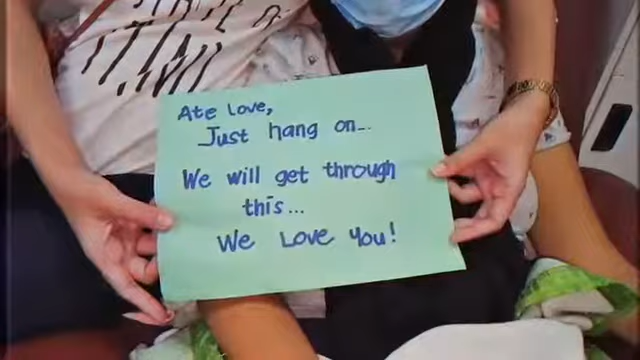 Ate Love,
Just hang on...
We will get through
this...
We Love You!